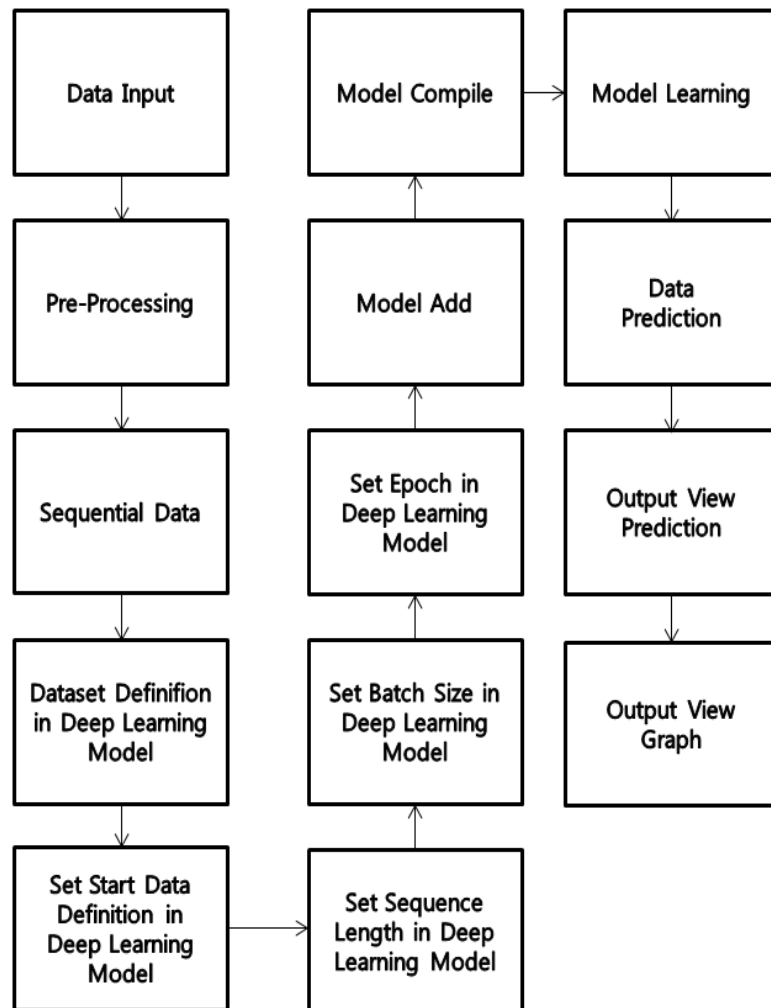 Data Input
Pre-Processing
Sequential Data
Dataset Definifion
in Deep Learning
Model
Set Start Data
Definition in
Deep Learning
Model
Set Sequence
Length in Deep
Learning Model
Set Batch Size in
Deep Learning
Model
Set Epoch in
Deep Learning
Model
Model Add
Model Compile
Model Learning
Data
Prediction
Output View
Prediction
Output View
Graph